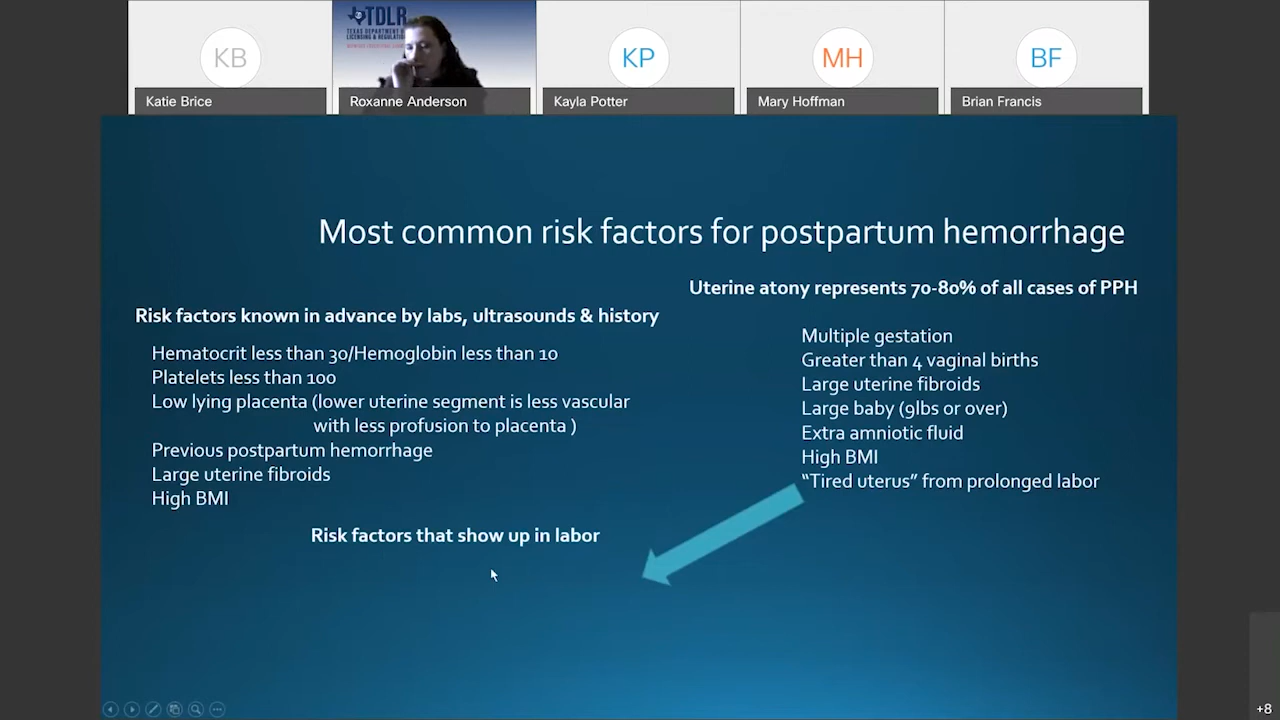 KB
TDLR
TEXAS DEPARTMENT OF
LICENSING & REGULATION
KP
MH
BF
Katie Brice
Roxanne Anderson
Kayla Potter
Mary Hoffman
Brian Francis
Most common risk factors for postpartum hemorrhage
Uterine atony represents 70-80% of all cases of PPH
Risk factors known in advance by labs, ultrasounds & history
Hematocrit less than 30/Hemoglobin less than 10
Platelets less than 100
Low lying placenta (lower uterine segment is less vascular
with less profusion to placenta )
Previous postpartum hemorrhage
Large uterine fibroids
High BMI
Multiple gestation
Greater than 4 vaginal births
Large uterine fibroids
Large baby (9lbs or over)
Extra amniotic fluid
High BMI
“Tired uterus” from prolonged labor
Risk factors that show up in labor
+8